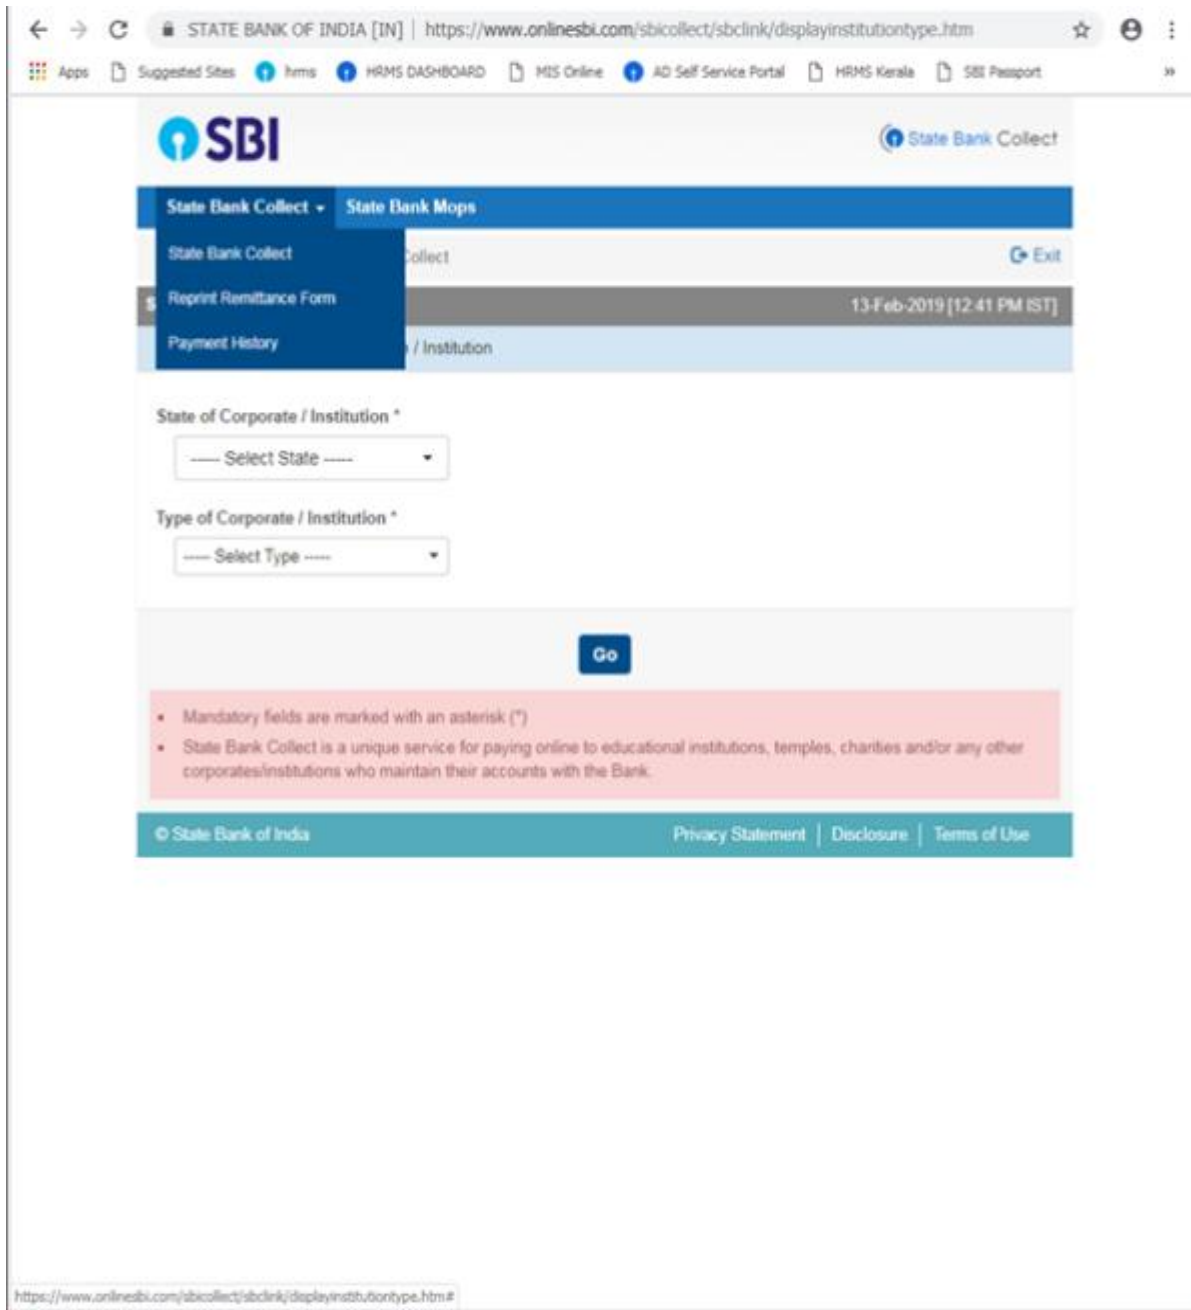 STATE BANK OF INDIA [IN] | https://www.onlinesbi.com/sbicollect/sbclink/displayinstitutiontype.htm
Apps Suggested Sites hrms HRMS DASHBOARD MIS Online AD Self Service Portal HRMS Kerala SBI Passport »
SBI
State Bank Collect
State Bank Collect State Bank Mops
State Bank Collect
Collect Exit
Reprint Remittance Form
S 13-Feb-2019 [12:41 PM IST]
Payment History
/ Institution
State of Corporate / Institution *
----- Select State -----
Type of Corporate / Institution *
----- Select Type -----
Go
• Mandatory fields are marked with an asterisk (*)
• State Bank Collect is a unique service for paying online to educational institutions, temples, charities and/or any other
corporates/institutions who maintain their accounts with the Bank.
© State Bank of India Privacy Statement | Disclosure | Terms of Use
https://www.onlinesbi.com/sbicollect/sbclink/displayinstitutiontype.htm#